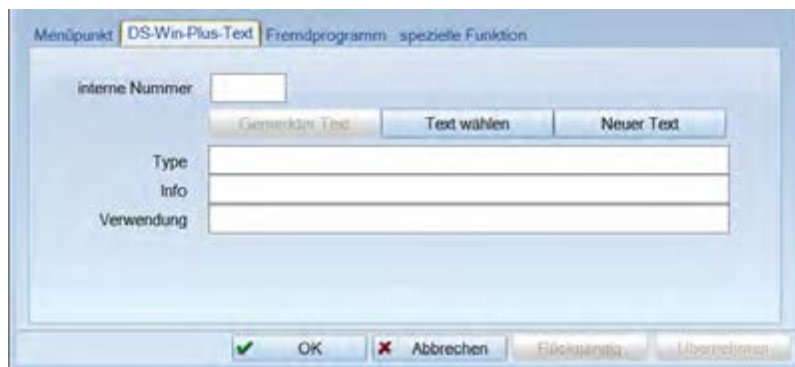 Menüpunkt DS-Win-Plus-Text Fremdprogramm spezielle Funktion
interne Nummer
Gemerkter Text Text wählen Neuer Text
Type
Info
Verwendung
OK Abbrechen Rückgängig Übernehmen